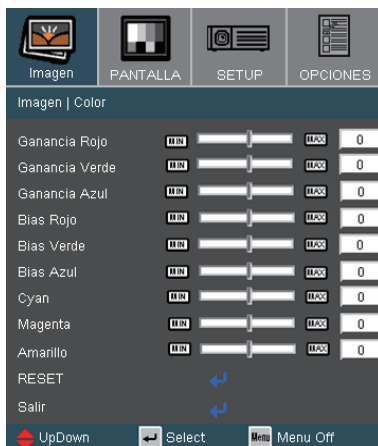 Imagen PANTALLA SETUP OPCIONES
Imagen | Color
Ganancia Rojo MIN MAX 0
Ganancia Verde MIN MAX 0
Ganancia Azul MIN MAX 0
Bias Rojo MIN MAX 0
Bias Verde MIN MAX 0
Bias Azul MIN MAX 0
Cyan MIN MAX 0
Magenta MIN MAX 0
Amarillo MIN MAX 0
RESET
Salir
UpDown Select Menu Menu Off